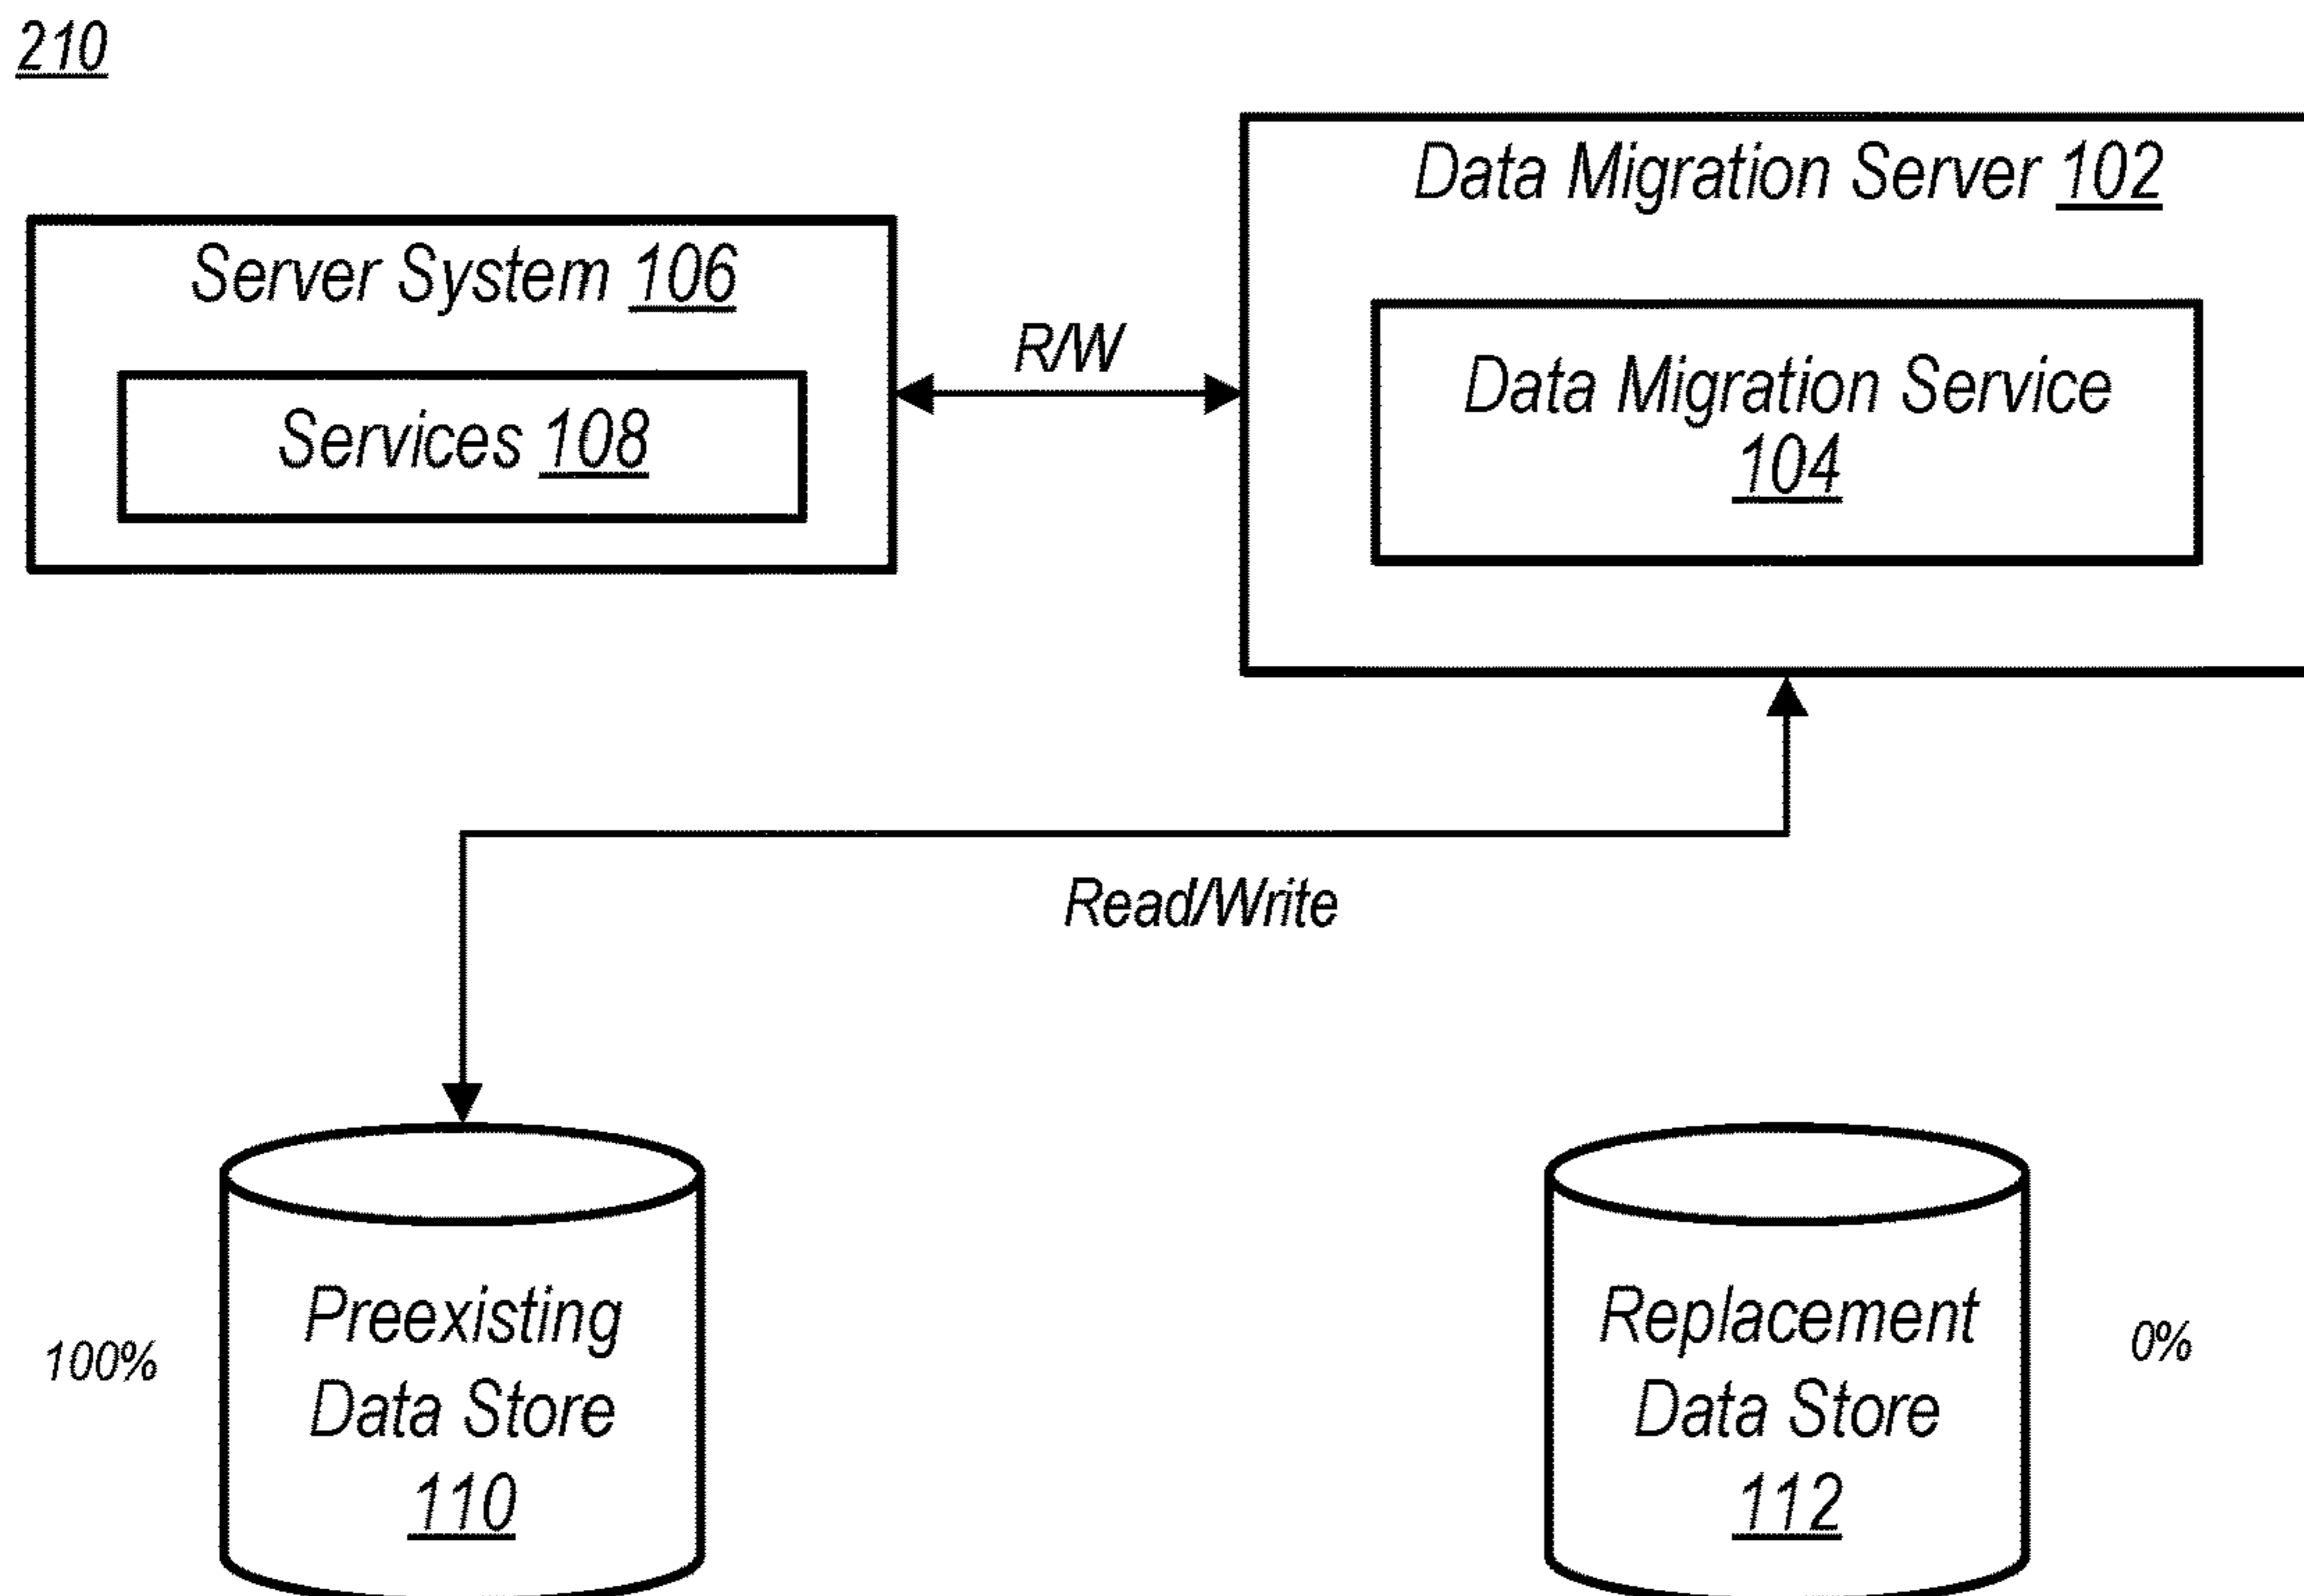 210
Data Migration Server 102
Server System 106
R/W
Data Migration Service
104
Services 108
Read/Write
Preexisting
Data Store
110
100%
Replacement
Data Store
112
0%